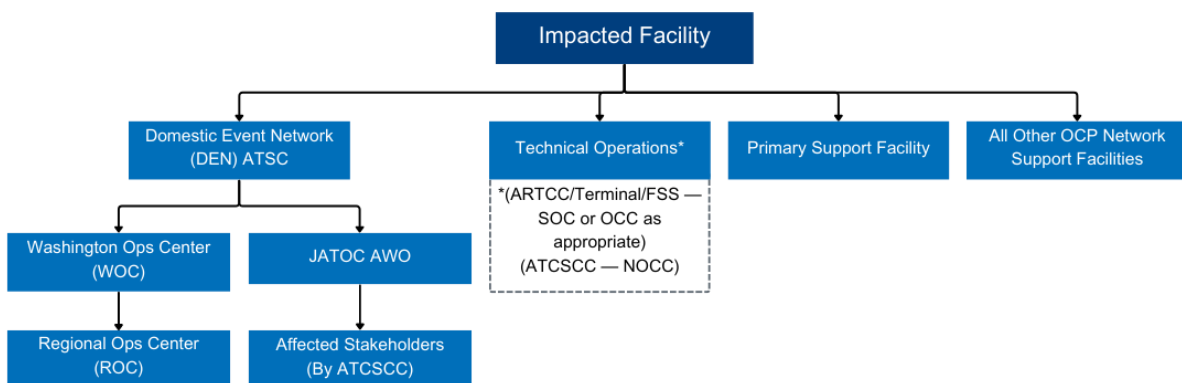 Impacted Facility
Domestic Event Network
(DEN) ATSC
Technical Operations*
Primary Support Facility
All Other OCP Network
Support Facilities
*(ARTCC/Terminal/FSS —
SOC or OCC as
appropriate)
(ATCSCC — NOCC)
Washington Ops Center
(WOC)
JATOC AWO
Regional Ops Center
(ROC)
Affected Stakeholders
(By ATCSCC)